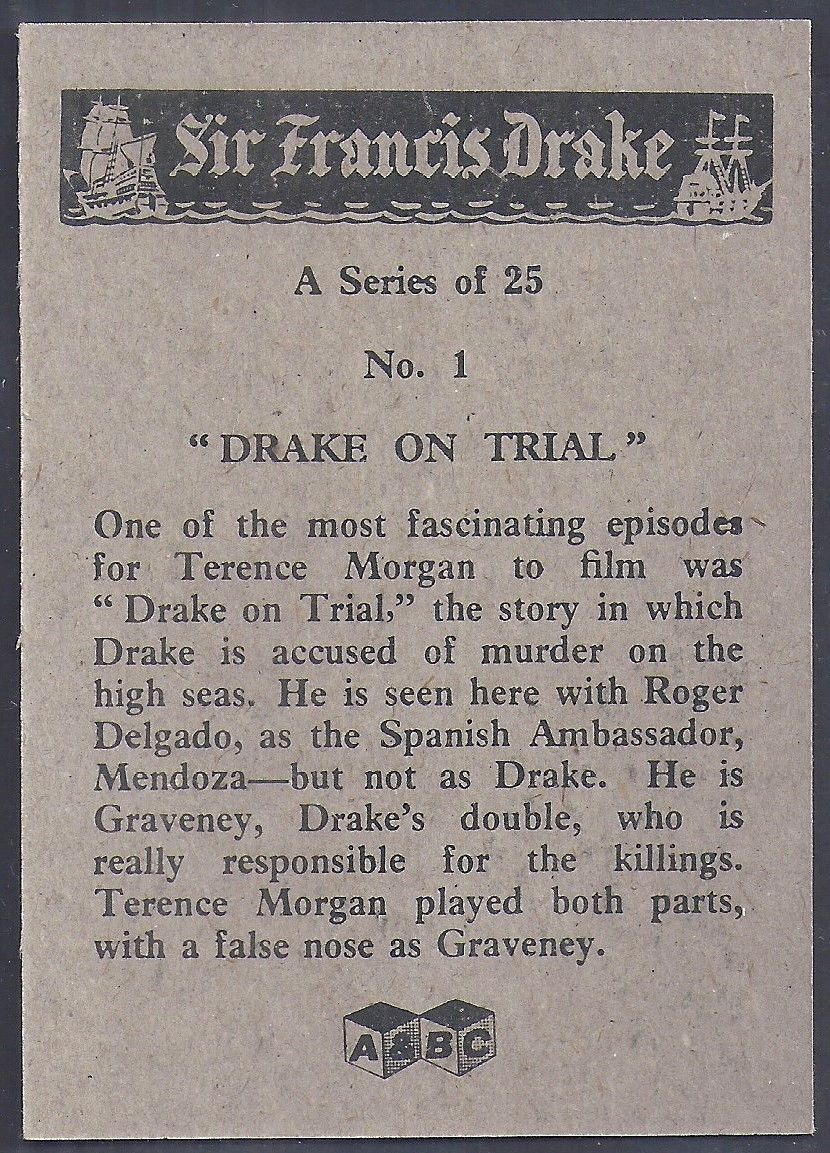 Sir Francis Drake
A Series of 25
No. 1
“DRAKE ON TRIAL”
One of the most fascinating episodes
for Terence Morgan to film was
“Drake on Trial,” the story in which
Drake is accused of murder on the
high seas. He is seen here with Roger
Delgado, as the Spanish Ambassador,
Mendoza—but not as Drake. He is
Graveney, Drake’s double, who is
really responsible for the killings.
Terence Morgan played both parts,
with a false nose as Graveney.
A & B C